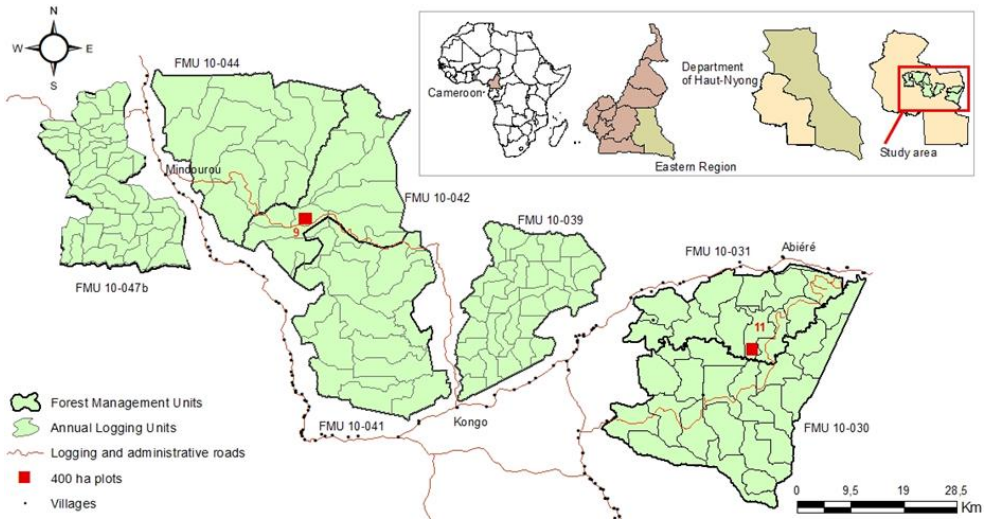 N
W
E
S
FMU 10-044
Mindourou
9
FMU 10-042
FMU 10-047b
FMU 10-039
FMU 10-041
Kongo
Cameroon
Department
of Haut-Nyong
Eastern Region
Study area
FMU 10-031
Abiéré
11
FMU 10-030
Forest Management Units
Annual Logging Units
Logging and administrative roads
400 ha plots
Villages
0 9,5 19 28,5
Km